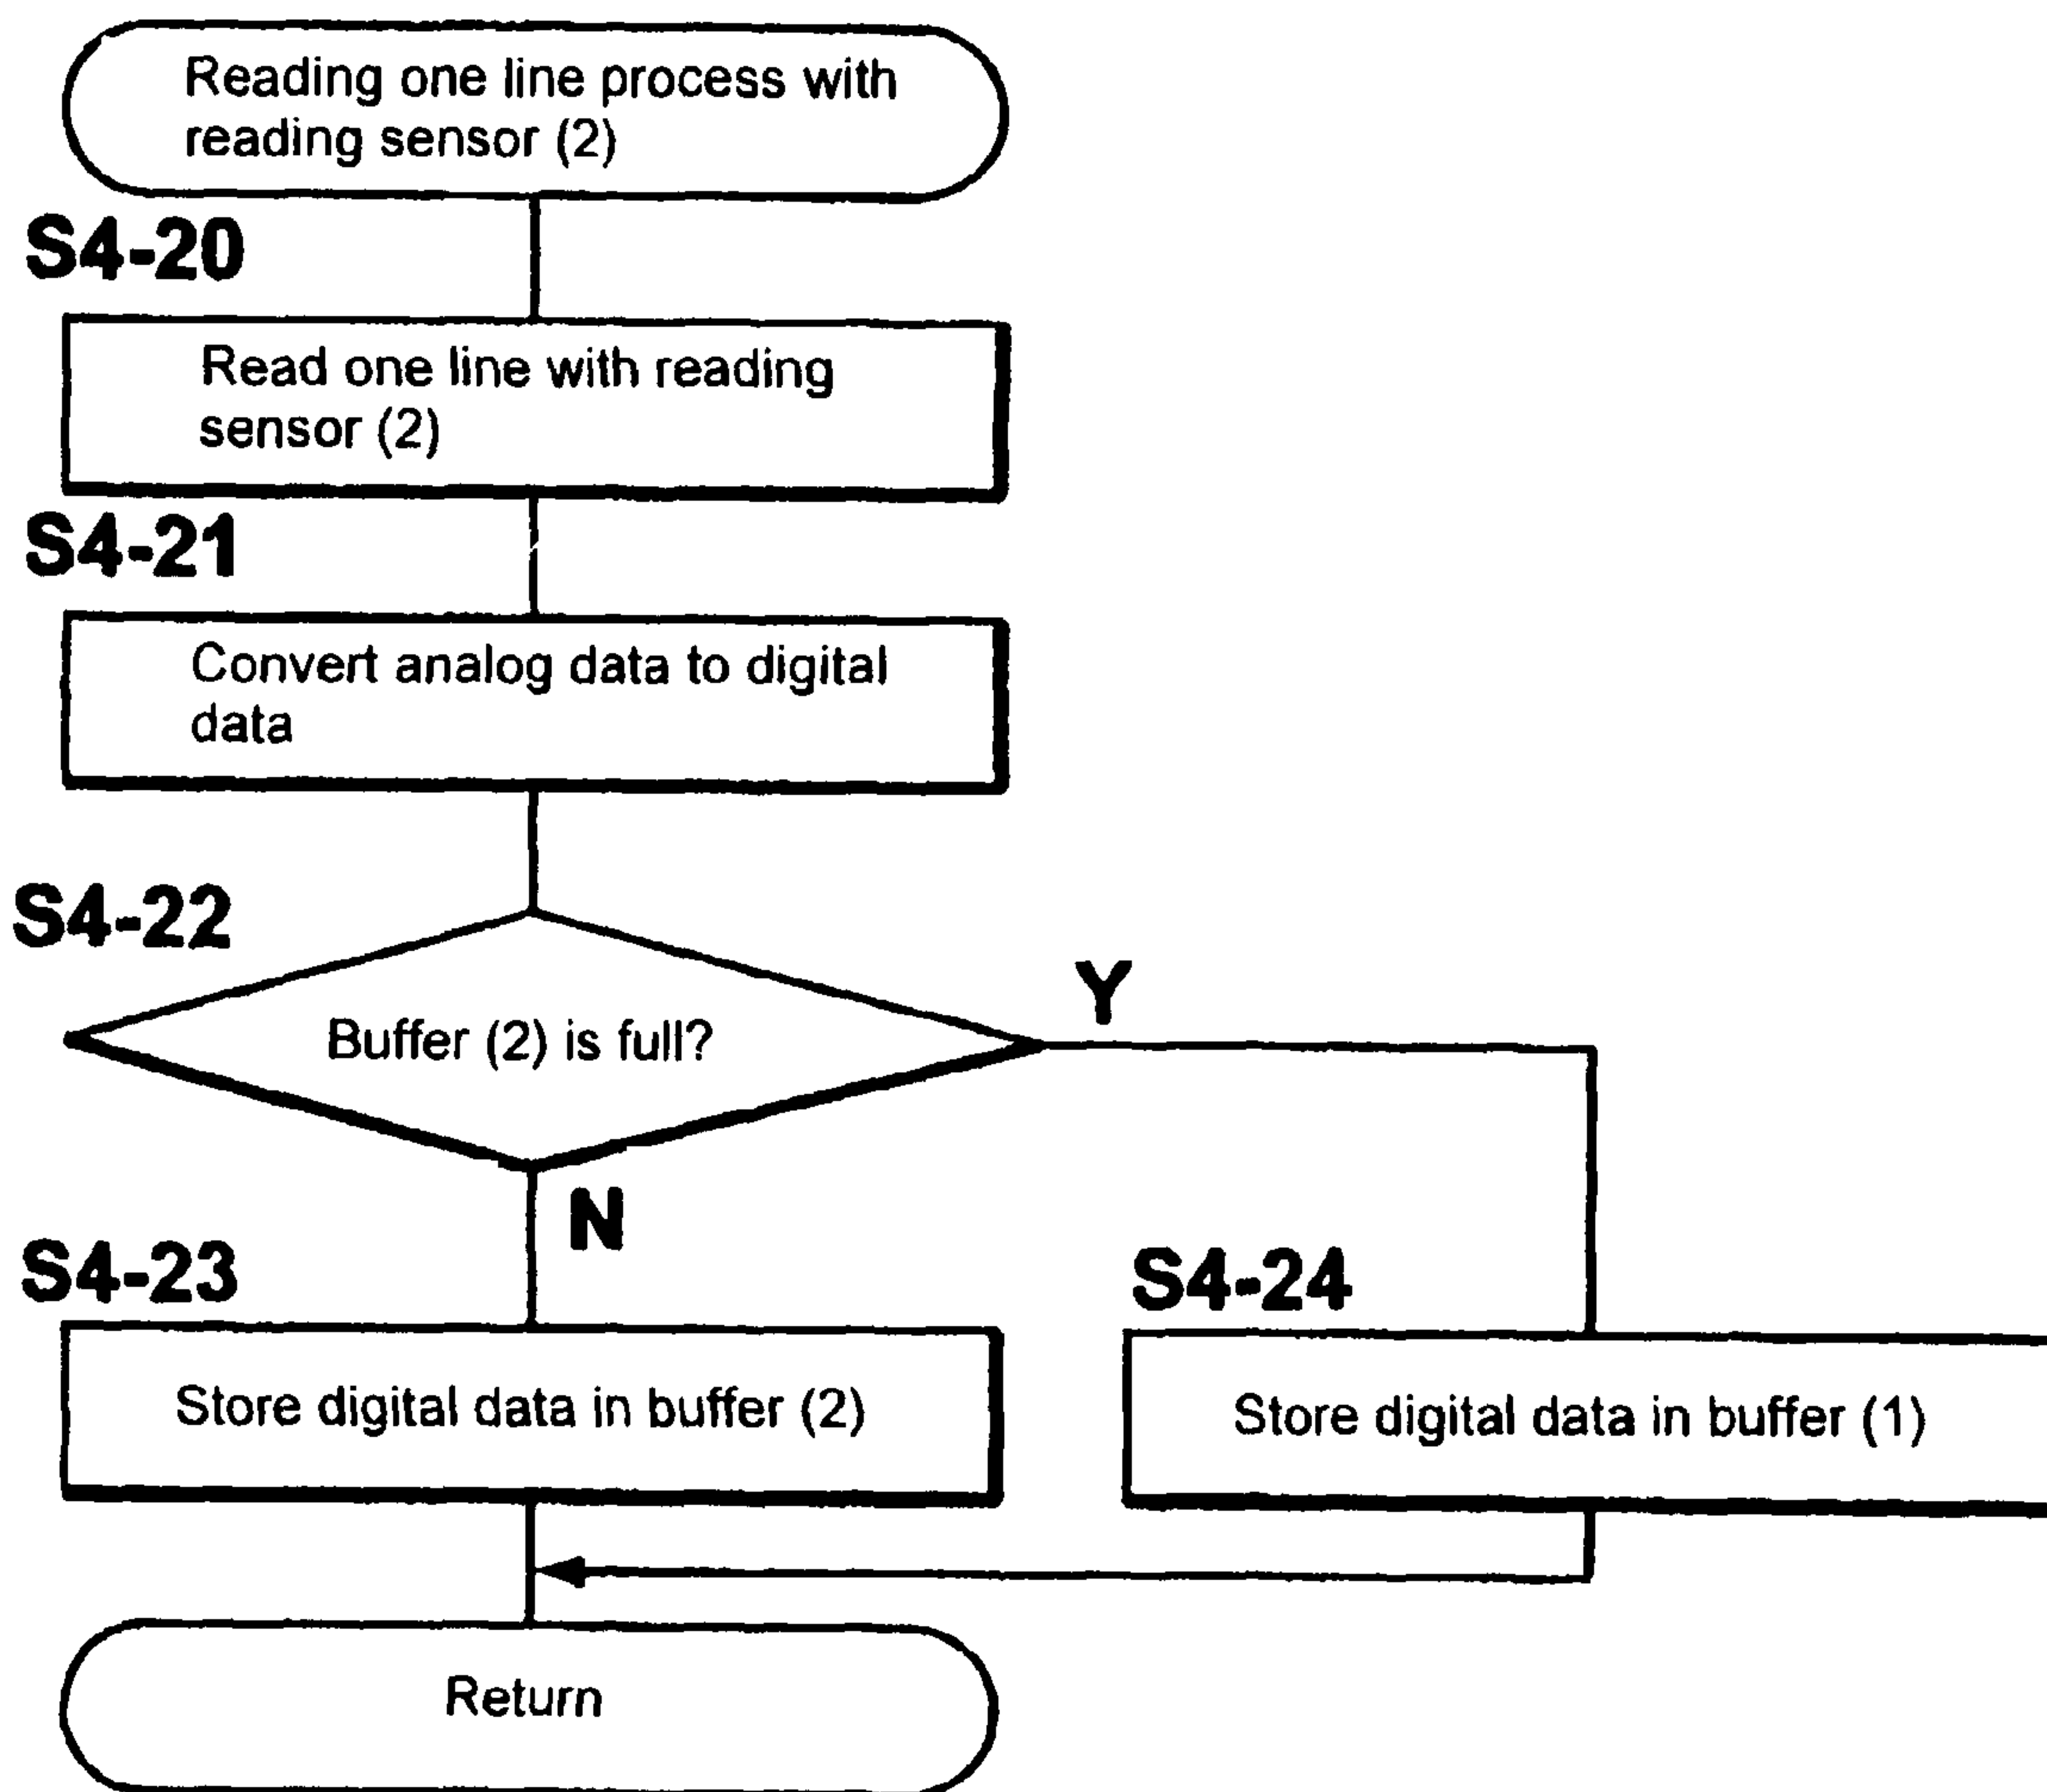 Reading one line process with
reading sensor (2)
S4-20
Read one line with reading
sensor (2)
S4-21
Convert analog data to digital
data
S4-22
Buffer (2) is full?
Y
N
S4-23
Store digital data in buffer (2)
S4-24
Store digital data in buffer (1)
Return